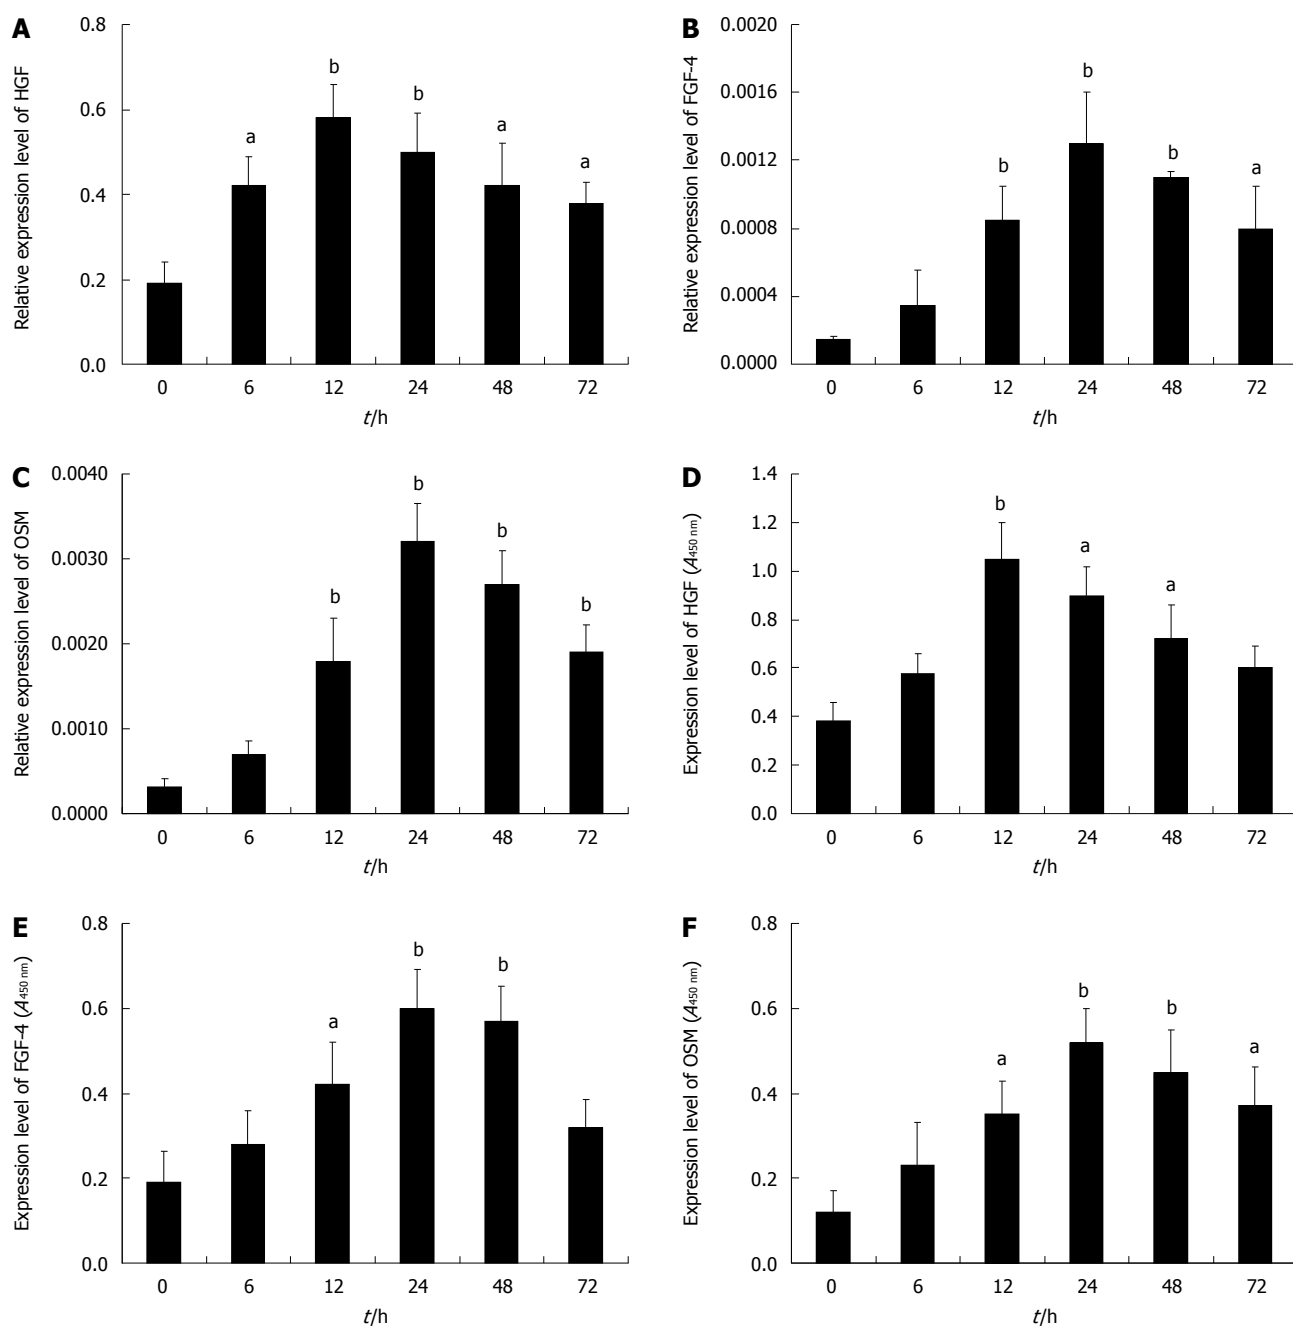 A
Relative expression level of HGF
0.8
0.6
0.4
0.2
0.0
a
b
b
a
a
0 6 12 24 48 72
t/h
B
Relative expression level of FGF-4
0.0020
0.0016
0.0012
0.0008
0.0004
0.0000
b
b
b
a
0 6 12 24 48 72
t/h
C
Relative expression level of OSM
0.0040
0.0030
0.0020
0.0010
0.0000
b
b
b
b
0 6 12 24 48 72
t/h
D
Expression level of HGF (A450 nm)
1.4
1.2
1.0
0.8
0.6
0.4
0.2
0.0
b
a
a
0 6 12 24 48 72
t/h
E
Expression level of FGF-4 (A450 nm)
0.8
0.6
0.4
0.2
0.0
a
b
b
0 6 12 24 48 72
t/h
F
Expression level of OSM (A450 nm)
0.8
0.6
0.4
0.2
0.0
a
b
b
a
0 6 12 24 48 72
t/h